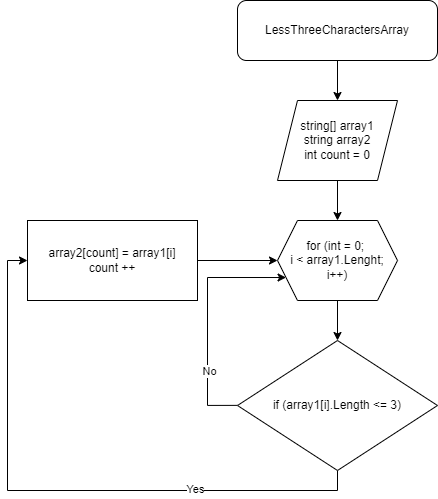 LessThreeCharactersArray
string[] array1
string array2
int count = 0
array2[count] = array1[i]
count ++
for (int = 0;
i < array1.Lenght;
i++)
No
if (array1[i].Length <= 3)
Yes